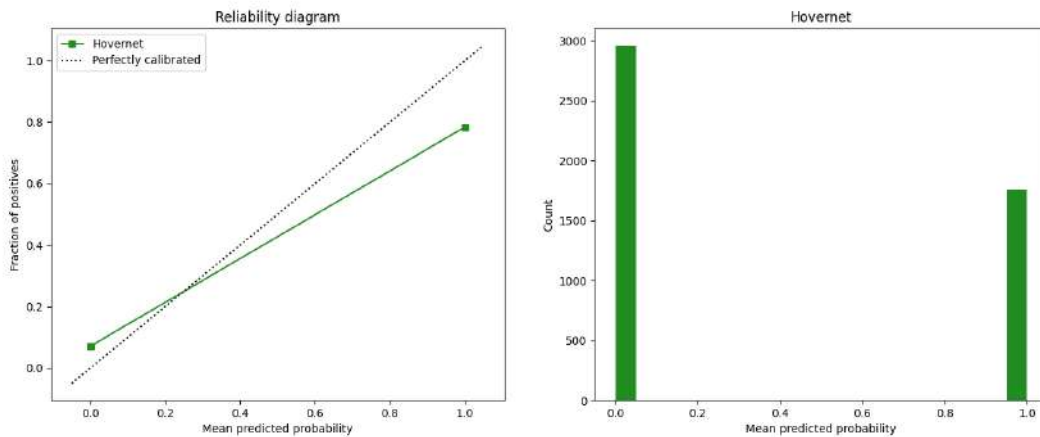 Reliability diagram
Hovernet
Perfectly calibrated
Fraction of positives
1.0
0.8
0.6
0.4
0.2
0.0
0.0 0.2 0.4 0.6 0.8 1.0
Mean predicted probability
Hovernet
Count
3000
2500
2000
1500
1000
500
0
0.0 0.2 0.4 0.6 0.8 1.0
Mean predicted probability